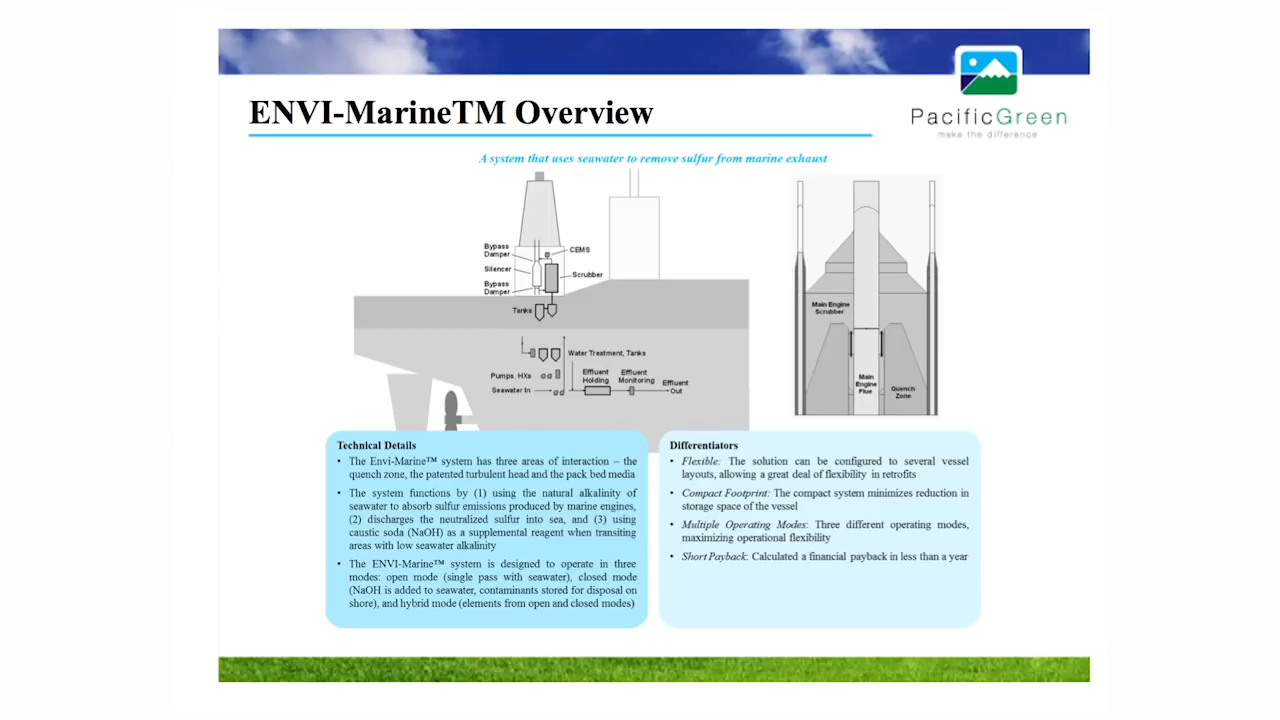 PacificGreen
make the difference
ENVI-MarineTM Overview
A system that uses seawater to remove sulfur from marine exhaust
Bypass
Damper
CEMS
Silencer
Scrubber
Bypass
Damper
Tanks
Water Treatment, Tanks
Pumps, HXs
Effluent
Holding
Effluent
Monitoring
Effluent
Out
Seawater In
Main Engine
Scrubber
Main
Engine
Flue
Quench
Zone
Technical Details
• The Envi-Marine™ system has three areas of interaction – the
quench zone, the patented turbulent head and the pack bed media
• The system functions by (1) using the natural alkalinity of
seawater to absorb sulfur emissions produced by marine engines,
(2) discharges the neutralized sulfur into sea, and (3) using
caustic soda (NaOH) as a supplemental reagent when transiting
areas with low seawater alkalinity
• The ENVI-Marine™ system is designed to operate in three
modes: open mode (single pass with seawater), closed mode
(NaOH is added to seawater, contaminants stored for disposal on
shore), and hybrid mode (elements from open and closed modes)
Differentiators
• Flexible: The solution can be configured to several vessel
layouts, allowing a great deal of flexibility in retrofits
• Compact Footprint: The compact system minimizes reduction in
storage space of the vessel
• Multiple Operating Modes: Three different operating modes,
maximizing operational flexibility
• Short Payback: Calculated a financial payback in less than a year